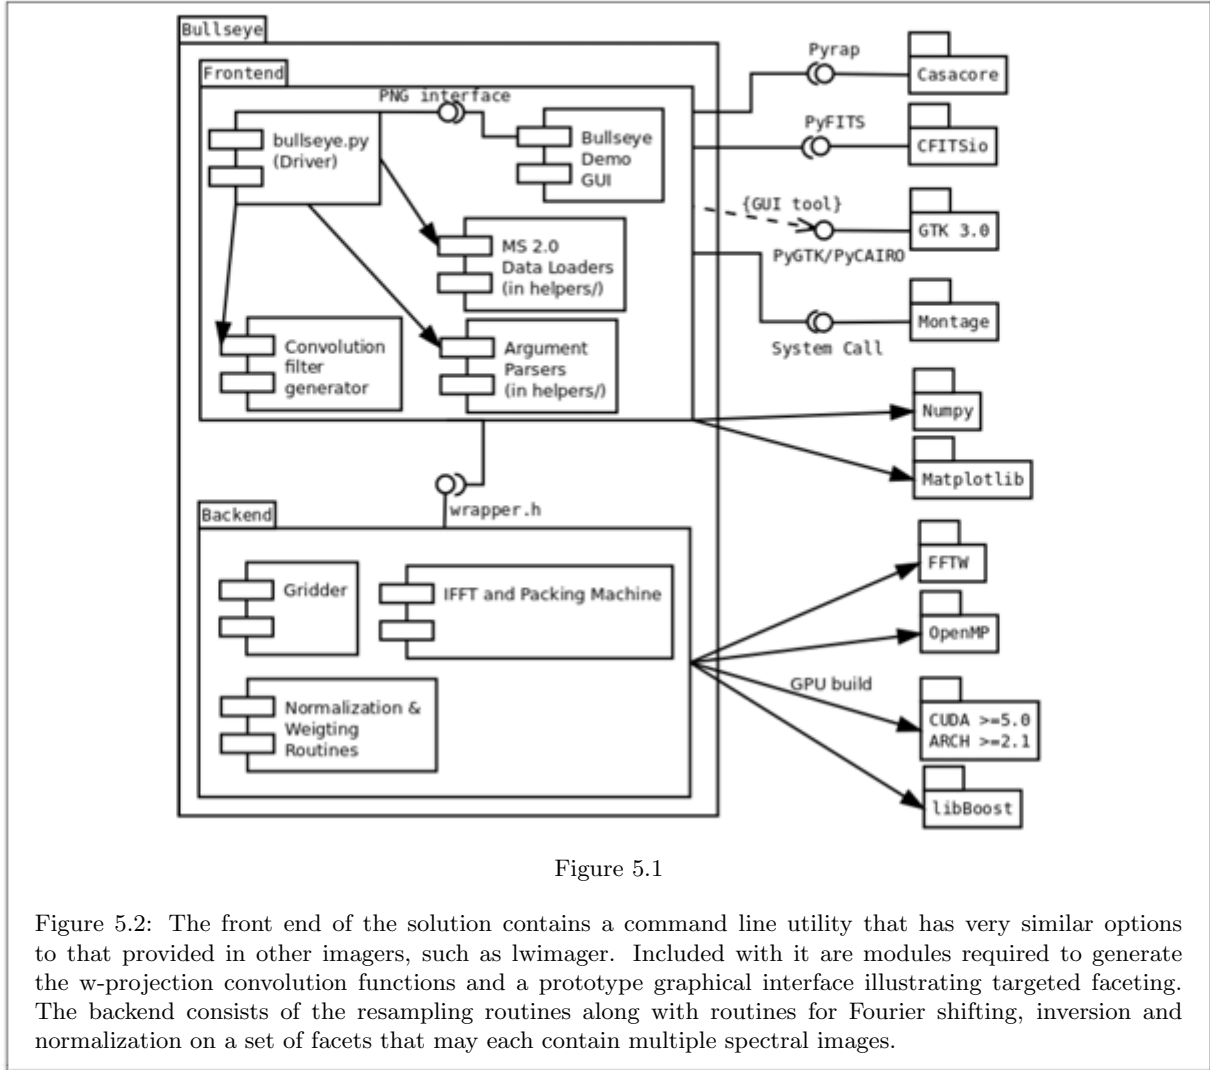 Bullseye
Frontend
PNG interface
bullseye.py
(Driver)
Bullseye
Demo
GUI
MS 2.0
Data Loaders
(in helpers/)
Convolution
filter
generator
Argument
Parsers
(in helpers/)
wrapper.h
Backend
Gridder
IFFT and Packing Machine
Normalization &
Weigting
Routines
Pyrap
Casacore
PyFITS
CFITSio
{GUI tool}
GTK 3.0
PyGTK/PyCAIRO
Montage
System Call
Numpy
Matplotlib
FFTW
OpenMP
GPU build
CUDA >=5.0
ARCH >=2.1
libBoost
Figure 5.1
Figure 5.2: The front end of the solution contains a command line utility that has very similar options
to that provided in other imagers, such as lwimager. Included with it are modules required to generate
the w-projection convolution functions and a prototype graphical interface illustrating targeted faceting.
The backend consists of the resampling routines along with routines for Fourier shifting, inversion and
normalization on a set of facets that may each contain multiple spectral images.